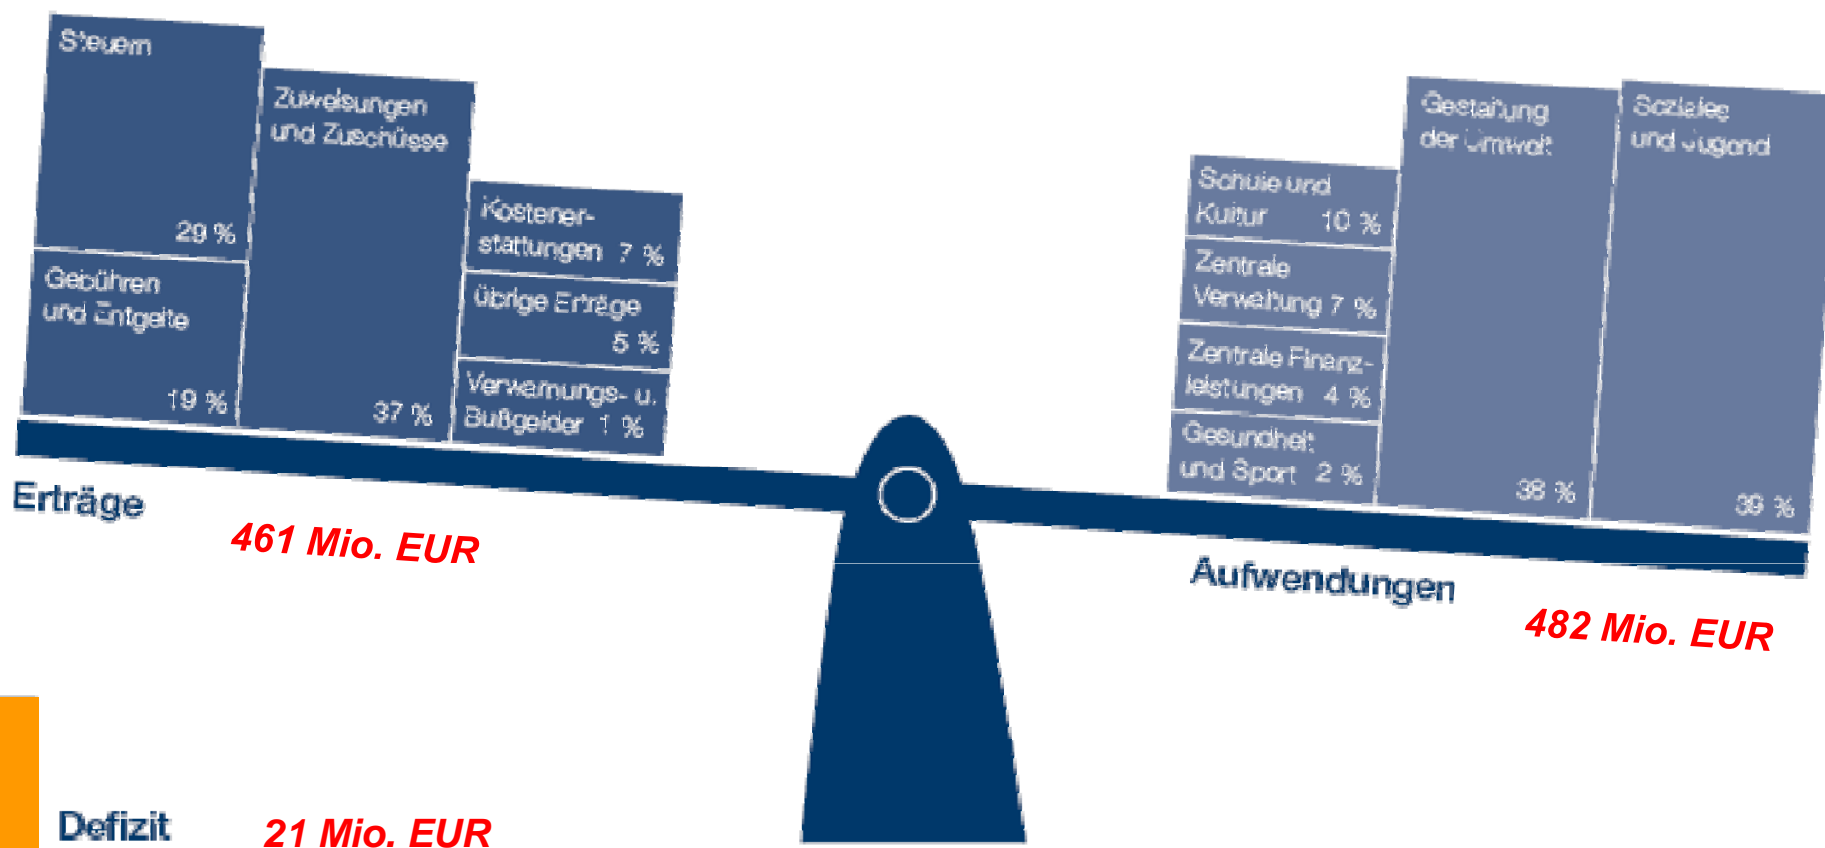 Steuern
29 %
Gebühren
und Entgelte
19 %
Zuweisungen
und Zuschüsse
37 %
Kostener-
stattungen 7 %
übrige Erträge
5 %
Verwarnungs- u.
Bußgelder 1 %
Erträge
461 Mio. EUR
Schule und
Kultur 10 %
Zentrale
Verwaltung 7 %
Zentrale Finanz-
leistungen 4 %
Gesundheit
und Sport 2 %
Gestaltung
der Umwelt
38 %
Soziales
und Jugend
39 %
Aufwendungen
482 Mio. EUR
Defizit 21 Mio. EUR